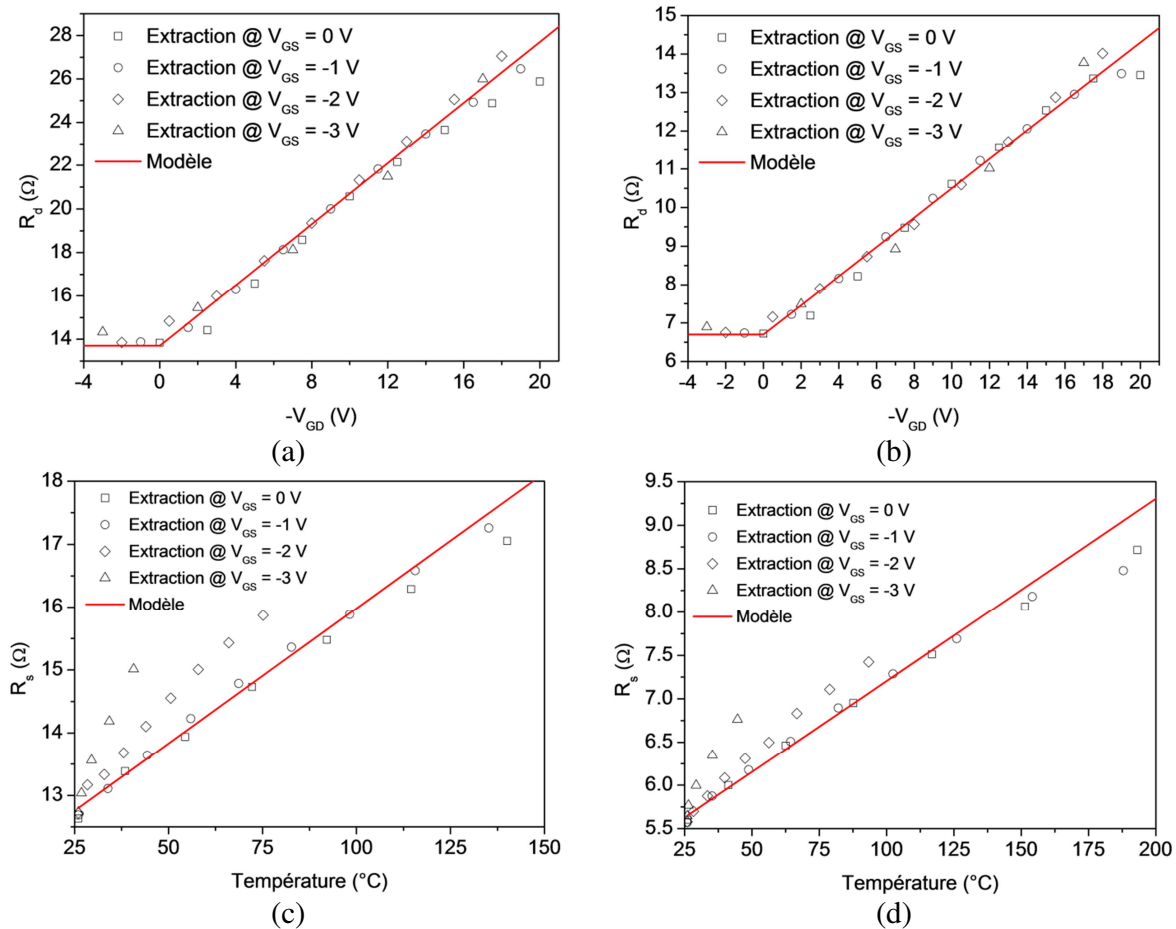 28
26
24
22
20
18
16
14
R_d (Ω)
Extraction @ V_GS = 0 V
Extraction @ V_GS = -1 V
Extraction @ V_GS = -2 V
Extraction @ V_GS = -3 V
Modèle
-4 0 4 8 12 16 20
-V_GD (V)
(a)
15
14
13
12
11
10
9
8
7
6
R_d (Ω)
Extraction @ V_GS = 0 V
Extraction @ V_GS = -1 V
Extraction @ V_GS = -2 V
Extraction @ V_GS = -3 V
Modèle
-4 -2 0 2 4 6 8 10 12 14 16 18 20
-V_GD (V)
(b)
18
17
16
15
14
13
R_s (Ω)
Extraction @ V_GS = 0 V
Extraction @ V_GS = -1 V
Extraction @ V_GS = -2 V
Extraction @ V_GS = -3 V
Modèle
25 50 75 100 125 150
Température (°C)
(c)
9.5
9.0
8.5
8.0
7.5
7.0
6.5
6.0
5.5
R_s (Ω)
Extraction @ V_GS = 0 V
Extraction @ V_GS = -1 V
Extraction @ V_GS = -2 V
Extraction @ V_GS = -3 V
Modèle
25 50 75 100 125 150 175 200
Température (°C)
(d)